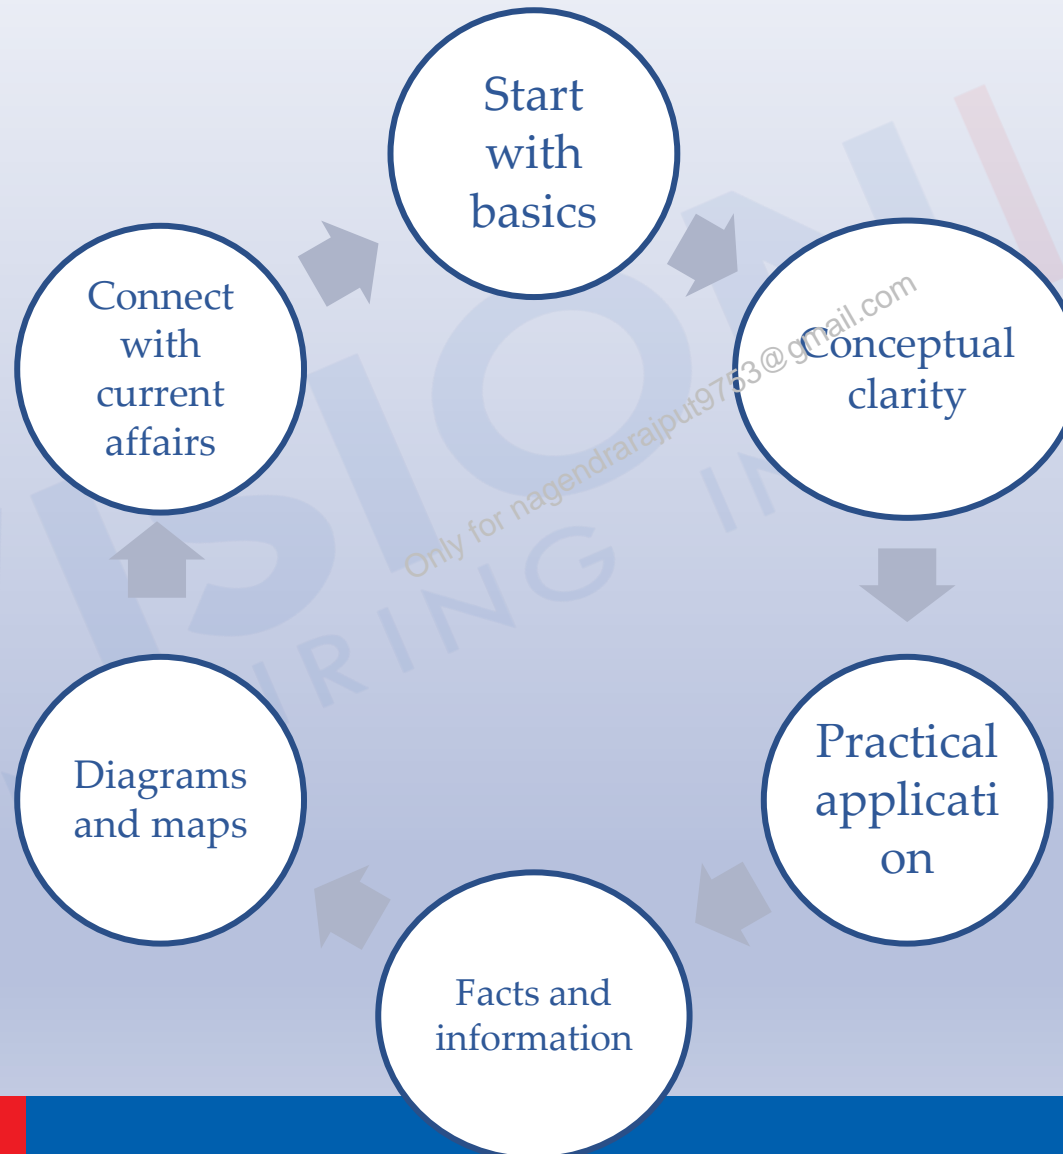 Start
with
basics
Conceptual
clarity
Practical
applicati
on
Facts and
information
Diagrams
and maps
Connect
with
current
affairs
Only for nagendrarajput9753@gmail.com